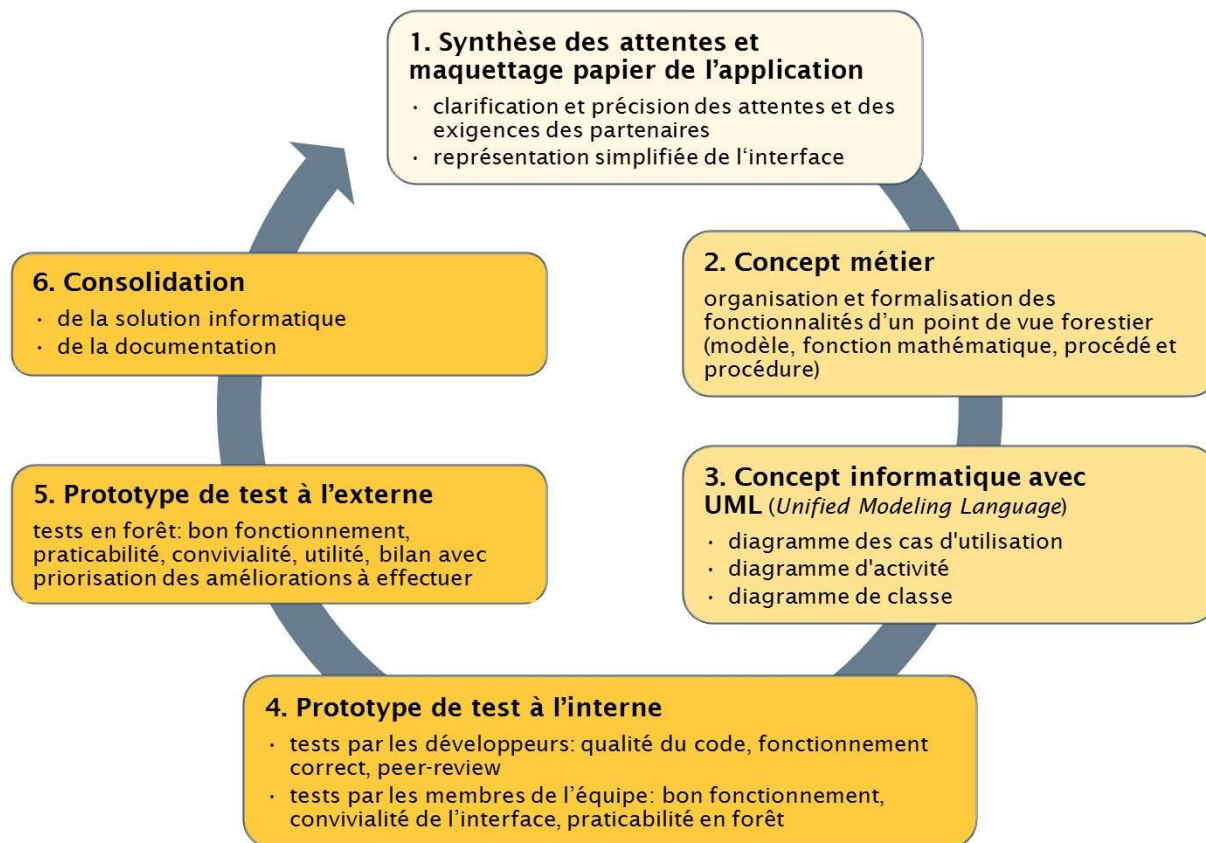 1. Synthèse des attentes et
maquettage papier de l’application
· clarification et précision des attentes et des
exigences des partenaires
· représentation simplifiée de l‘interface
2. Concept métier
organisation et formalisation des
fonctionnalités d’un point de vue forestier
(modèle, fonction mathématique, procédé et
procédure)
3. Concept informatique avec
UML (Unified Modeling Language)
· diagramme des cas d'utilisation
· diagramme d'activité
· diagramme de classe
4. Prototype de test à l’interne
· tests par les développeurs: qualité du code, fonctionnement
correct, peer-review
· tests par les membres de l’équipe: bon fonctionnement,
convivialité de l’interface, praticabilité en forêt
5. Prototype de test à l’externe
tests en forêt: bon fonctionnement,
praticabilité, convivialité, utilité, bilan avec
priorisation des améliorations à effectuer
6. Consolidation
· de la solution informatique
· de la documentation